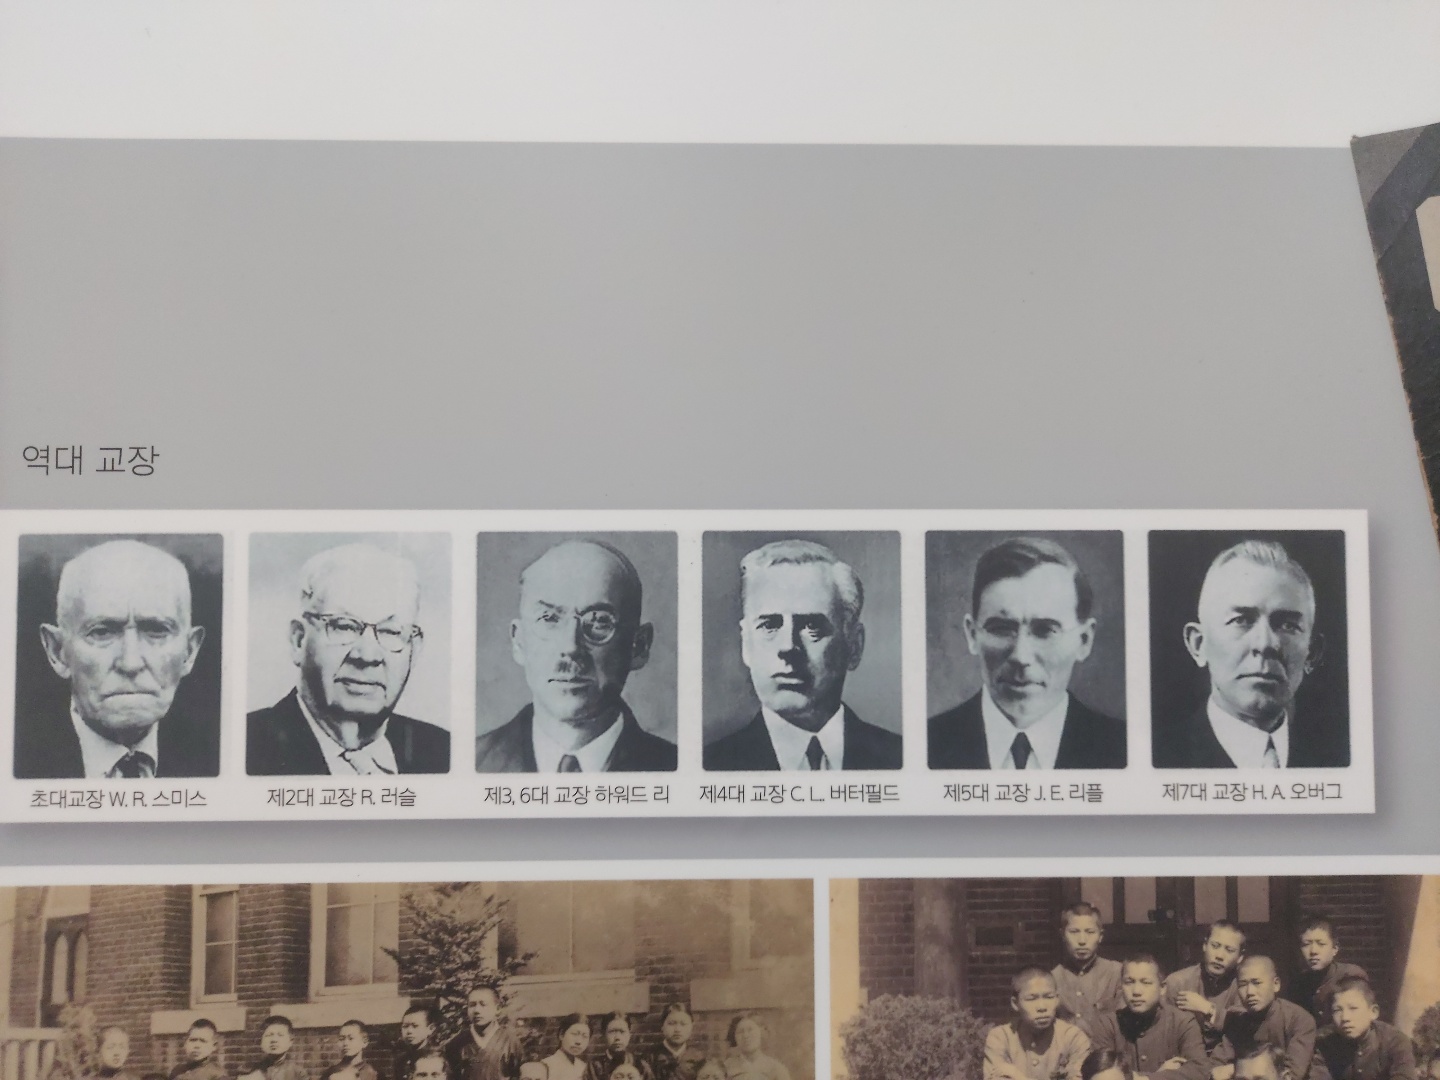 역대 교장
초대교장 W. R. 스미스
제2대 교장 R. 러슬
제3, 6대 교장 하워드 리
제4대 교장 C. L. 버터필드
제5대 교장 J. E. 리플
제7대 교장 H. A. 오버그